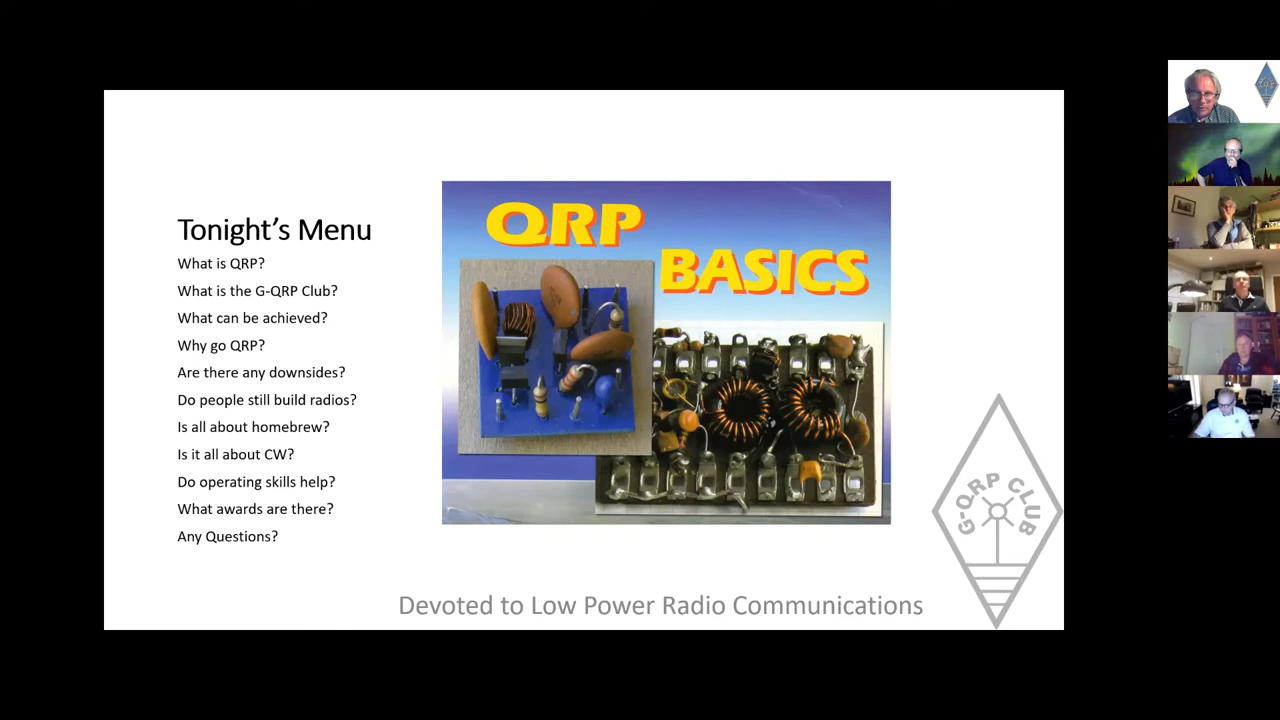 Tonight's Menu
What is QRP?
What is the G-QRP Club?
What can be achieved?
Why go QRP?
Are there any downsides?
Do people still build radios?
Is all about homebrew?
Is it all about CW?
Do operating skills help?
What awards are there?
Any Questions?
QRP
BASICS
G-QRP CLUB
Devoted to Low Power Radio Communications